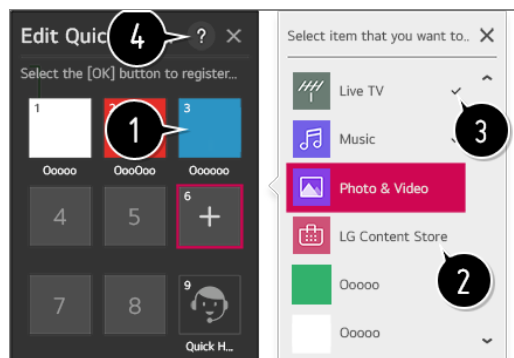 Edit Quic
4
?
Select the [OK] button to register...
1
2
3
1
Ooooo
OooOoo
Oooooo
4
5
6
7
8
9
Quick H...
Select item that you want to..
Live TV
3
Music
Photo & Video
LG Content Store
2
Ooooo
Ooooo